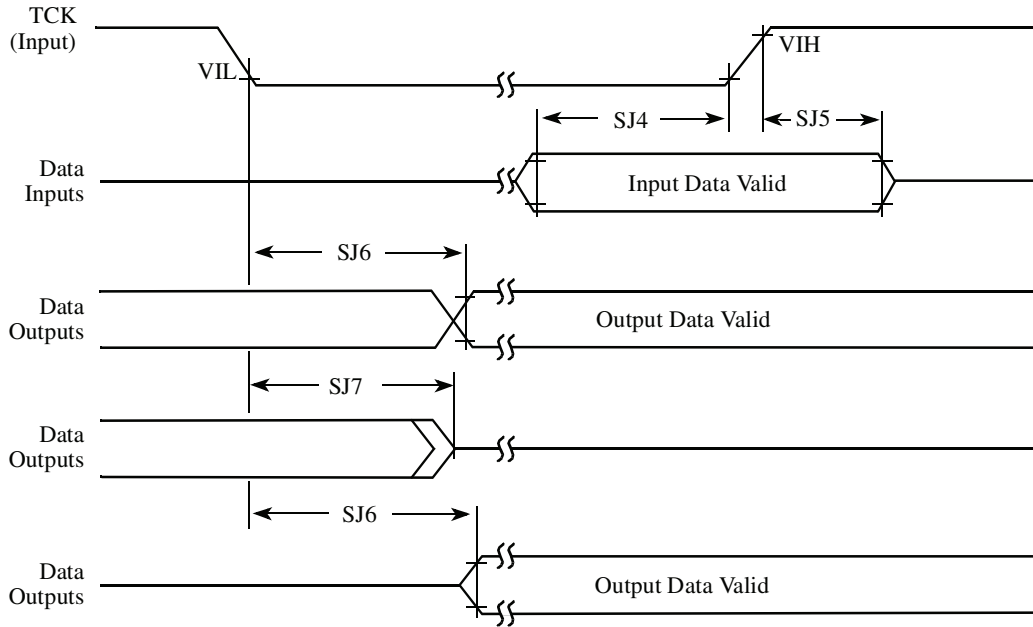 TCK
(Input)
VIL
VIH
SJ4
SJ5
Data
Inputs
Input Data Valid
SJ6
Data
Outputs
Output Data Valid
SJ7
Data
Outputs
SJ6
Data
Outputs
Output Data Valid